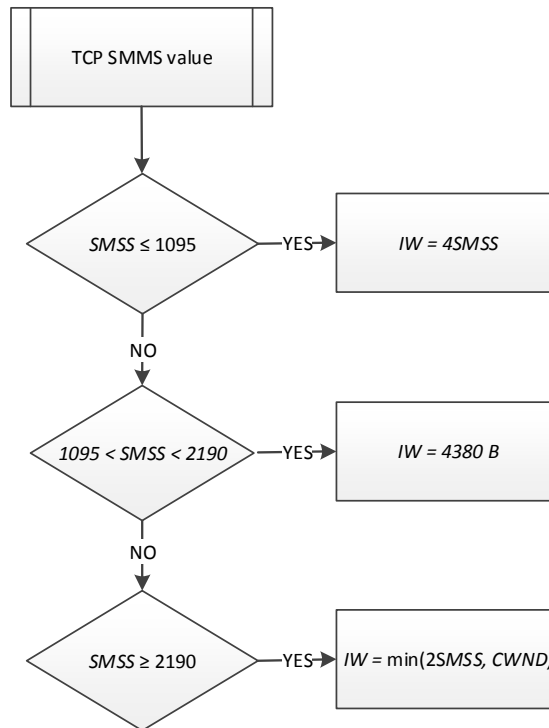 TCP SMMS value
SMSS ≤ 1095
YES
IW = 4SMSS
NO
1095 < SMSS < 2190
YES
IW = 4380 B
NO
SMSS ≥ 2190
YES
IW = min(2SMSS, CWND)